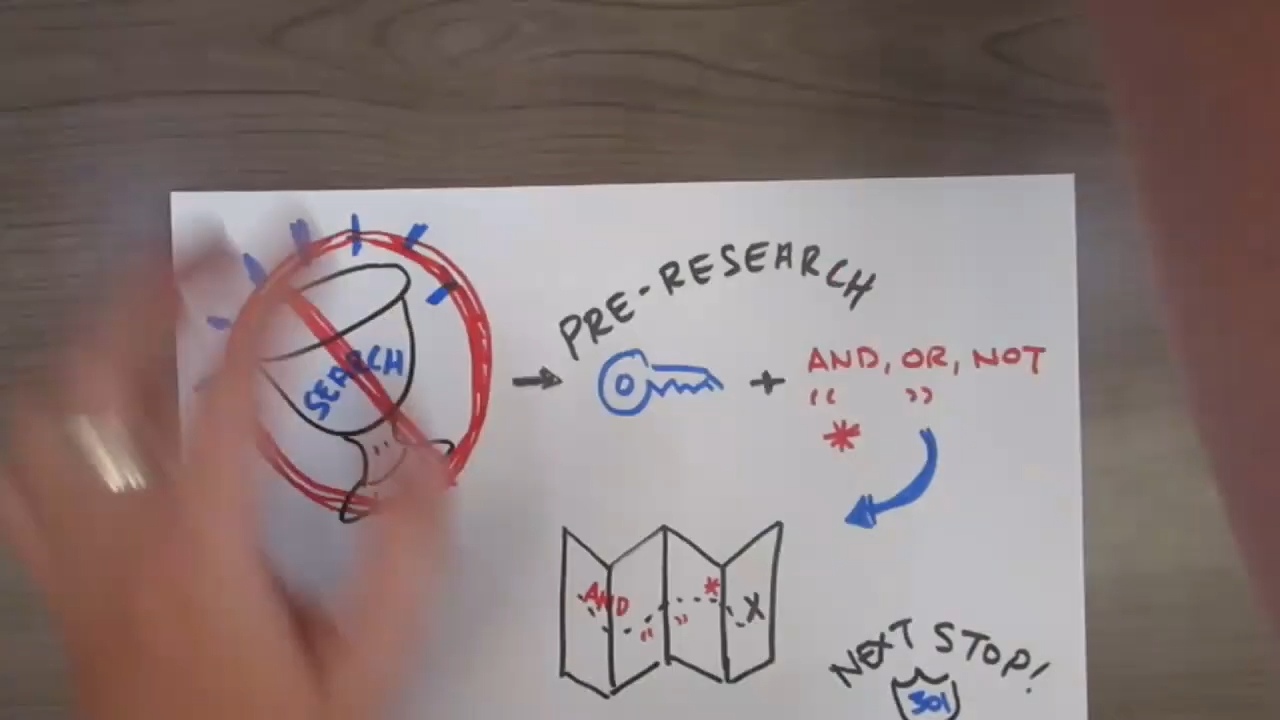 SEARCH
PRE-RESEARCH
AND, OR, NOT
“ ”
*
AND
“ ”
*
X
NEXT STOP!
301